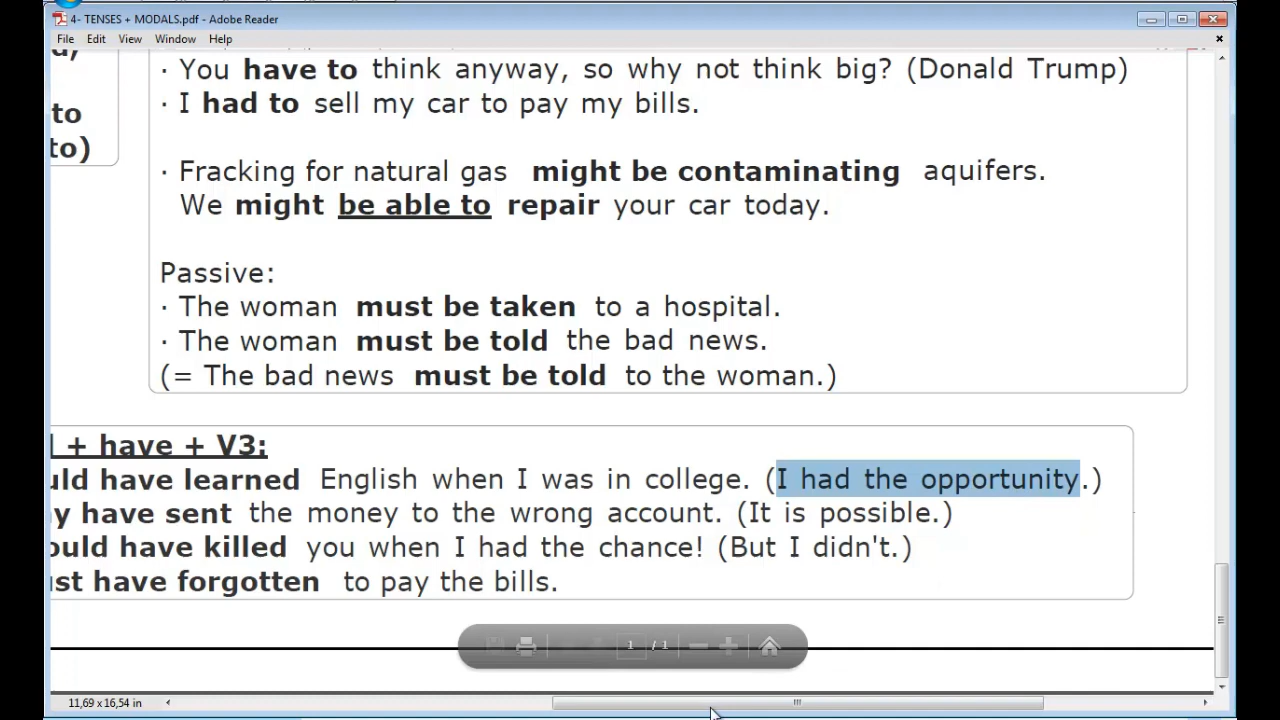 4- TENSES + MODALS.pdf - Adobe Reader
File Edit View Window Help
· You have to think anyway, so why not think big? (Donald Trump)
· I had to sell my car to pay my bills.
to
to)
· Fracking for natural gas might be contaminating aquifers.
We might be able to repair your car today.
Passive:
· The woman must be taken to a hospital.
· The woman must be told the bad news.
(= The bad news must be told to the woman.)
+ have + V3:
uld have learned English when I was in college. (I had the opportunity.)
y have sent the money to the wrong account. (It is possible.)
ould have killed you when I had the chance! (But I didn't.)
st have forgotten to pay the bills.
1 / 1
11,69 x 16,54 in